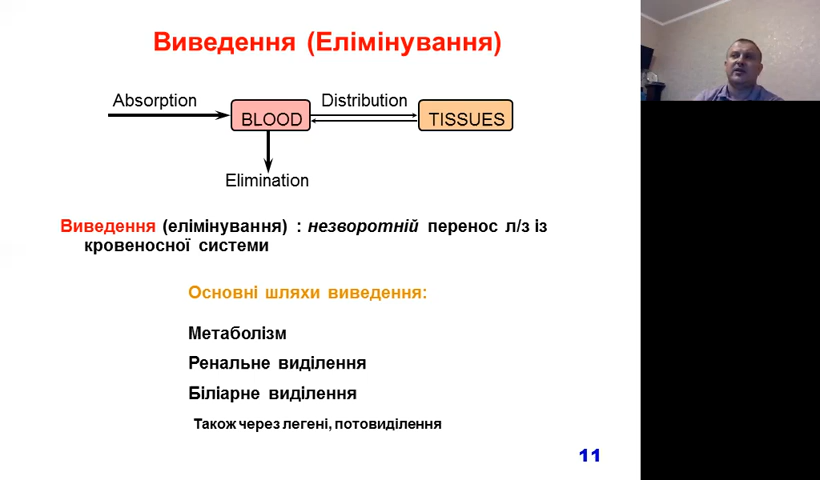 Виведення (Елімінування)
Absorption
Distribution
BLOOD
TISSUES
Elimination
Виведення (елімінування) : незворотній перенос л/з із
кровеносної системи
Основні шляхи виведення:
Метаболізм
Ренальне виділення
Біліарне виділення
Також через легені, потовиділення
11